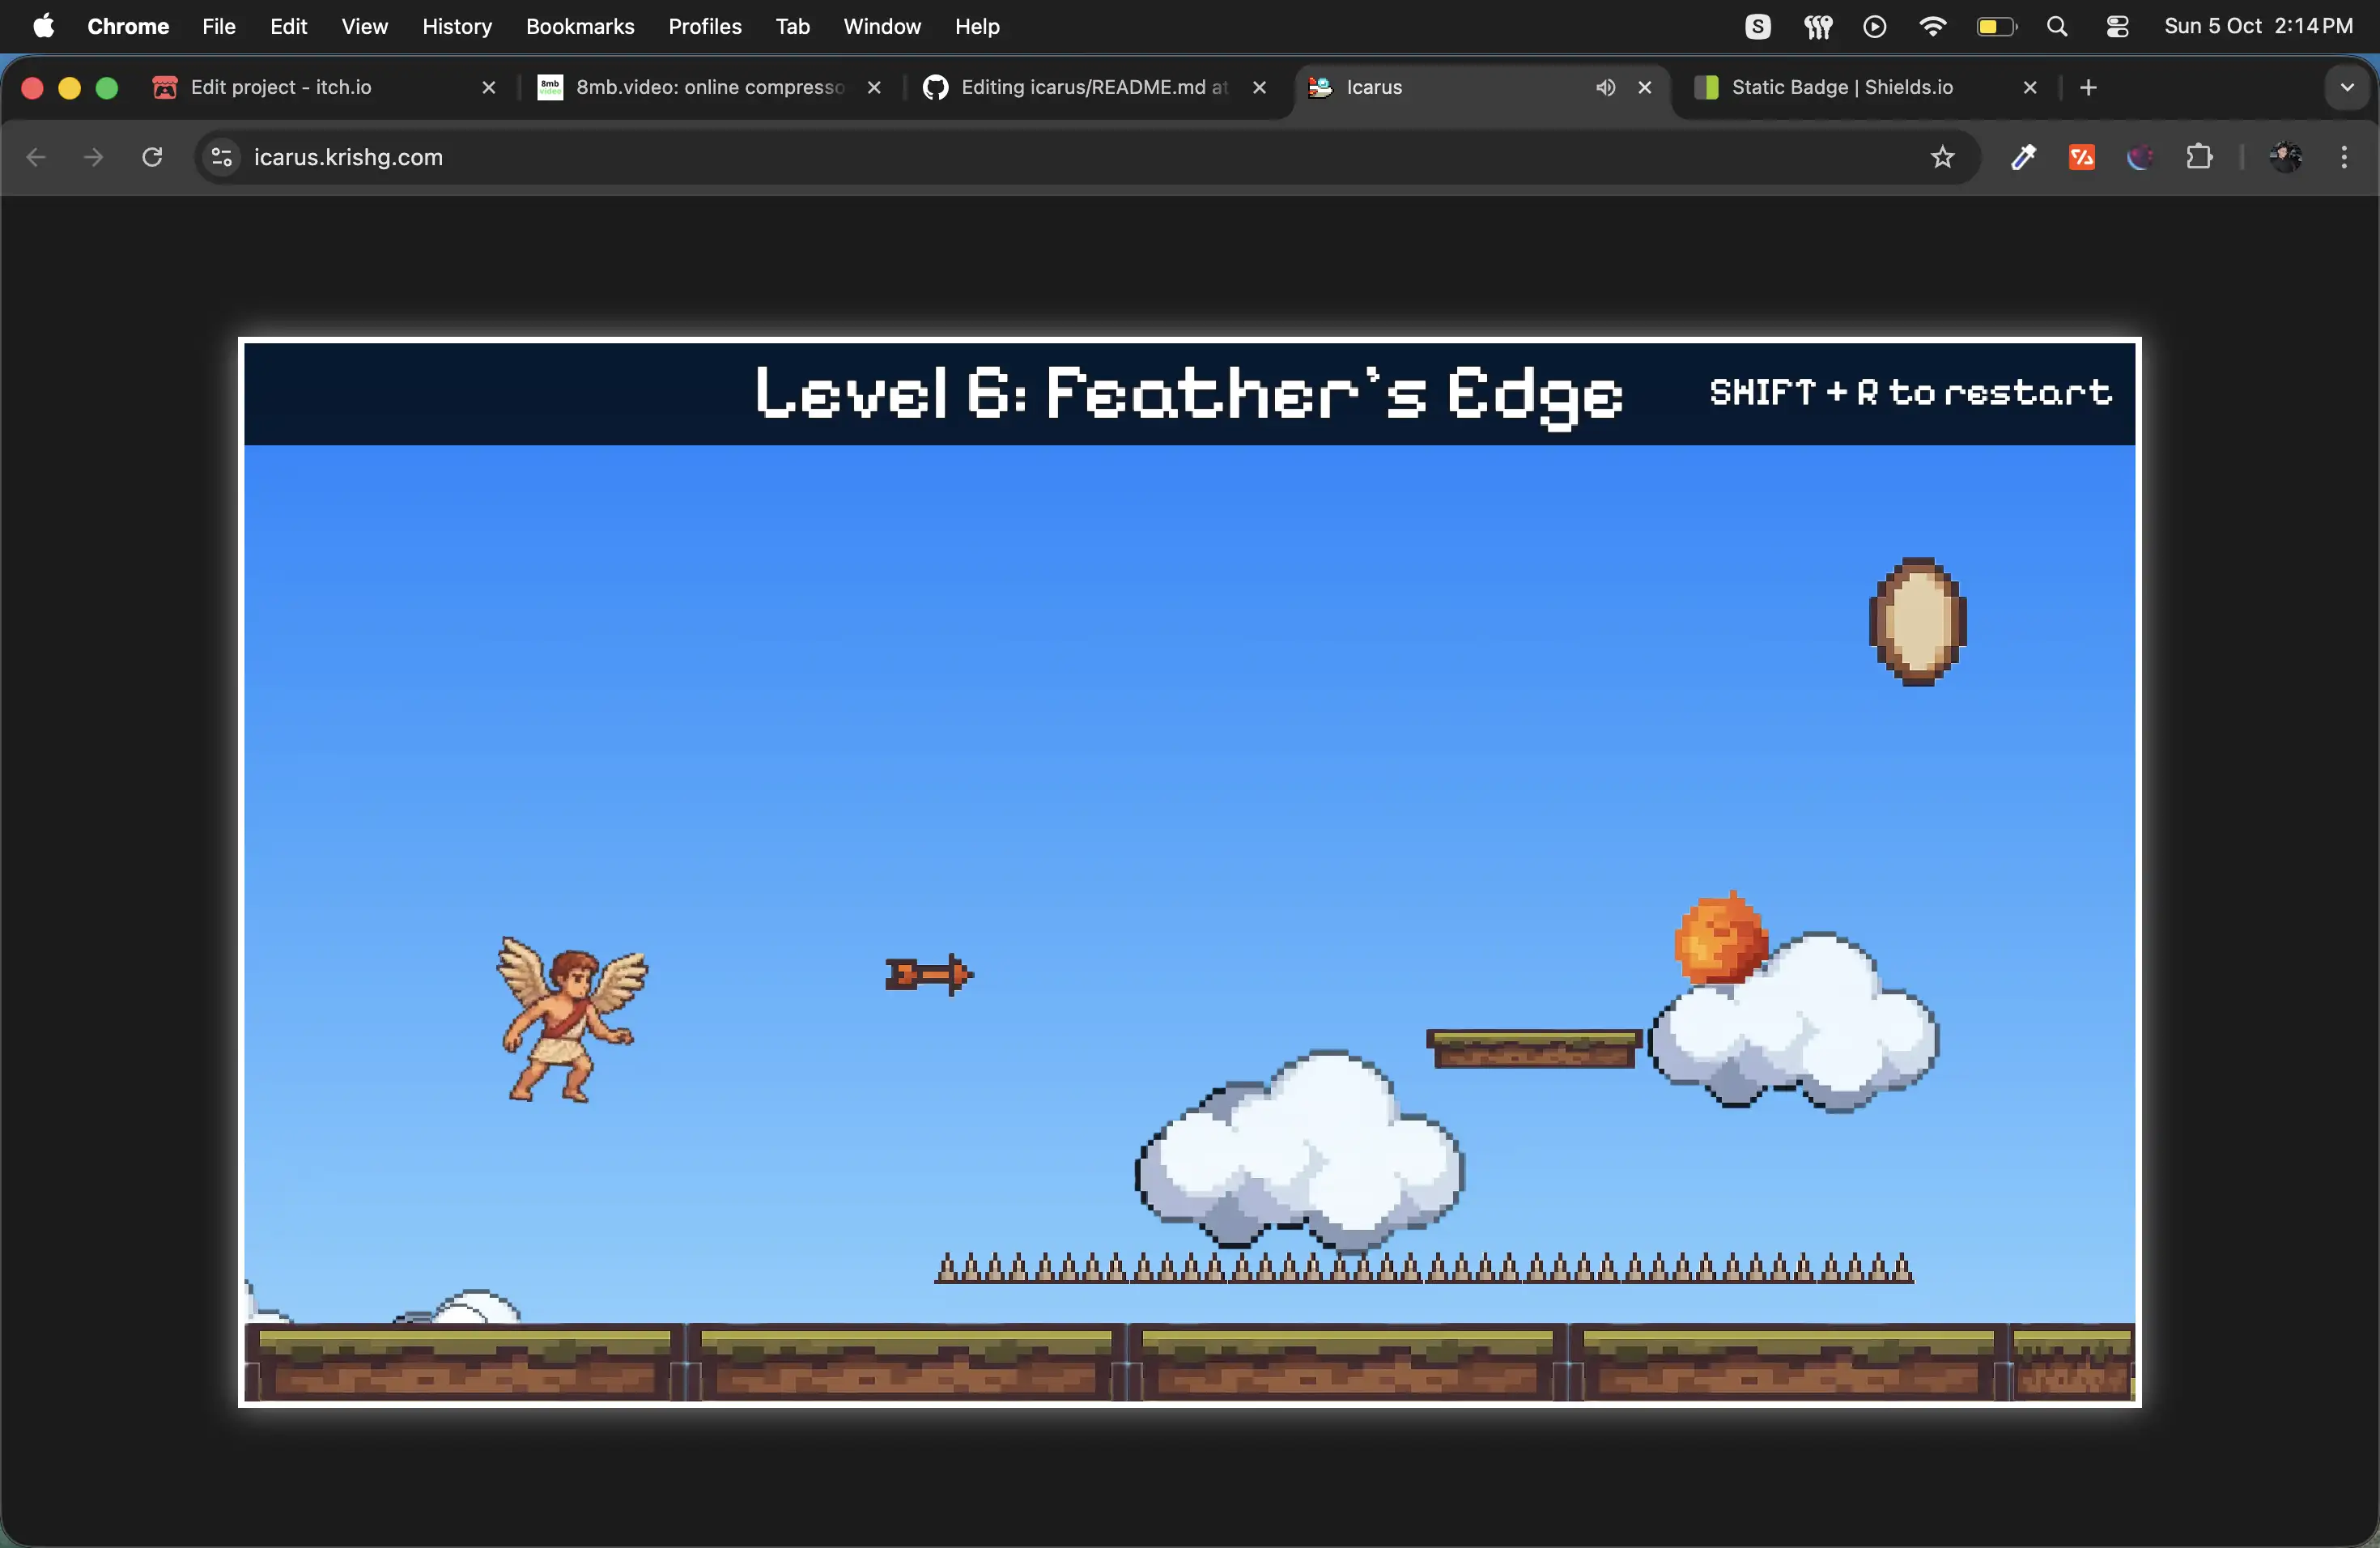 Chrome File Edit View History Bookmarks Profiles Tab Window Help S Sun 5 Oct 2:14 PM
Edit project - itch.io 8mb video 8mb.video: online compresso Editing icarus/README.md at Icarus Static Badge | Shields.io
icarus.krishg.com
Level 6: Feather's Edge SHIFT + R to restart